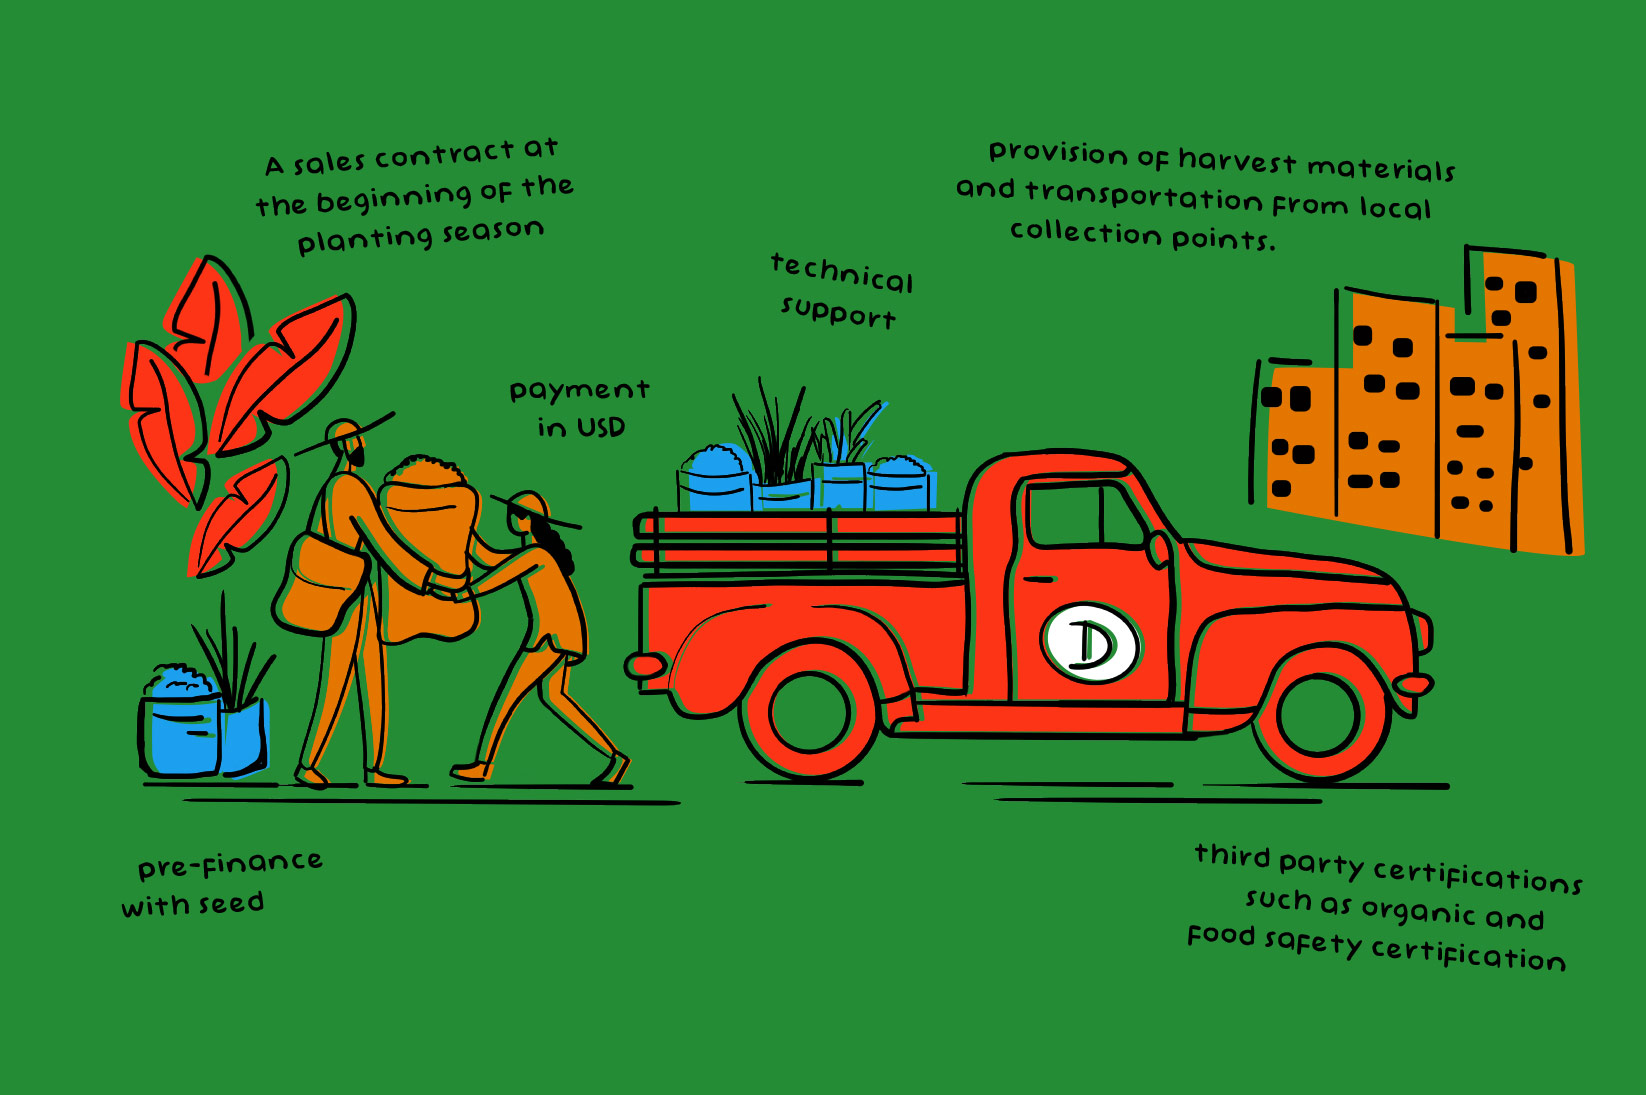 A sales contract at
the beginning of the
planting season
provision of harvest materials
and transportation from local
collection points.
technical
support
payment
in USD
D
pre-finance
with seed
third party certifications
such as organic and
food safety certification